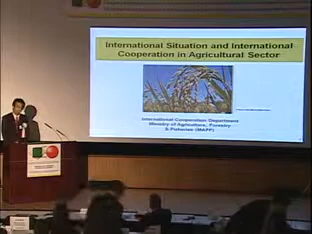 International Situation and International
Cooperation in Agricultural Sector
International Cooperation Department
Ministry of Agriculture, Forestry
& Fisheries (MAFF)